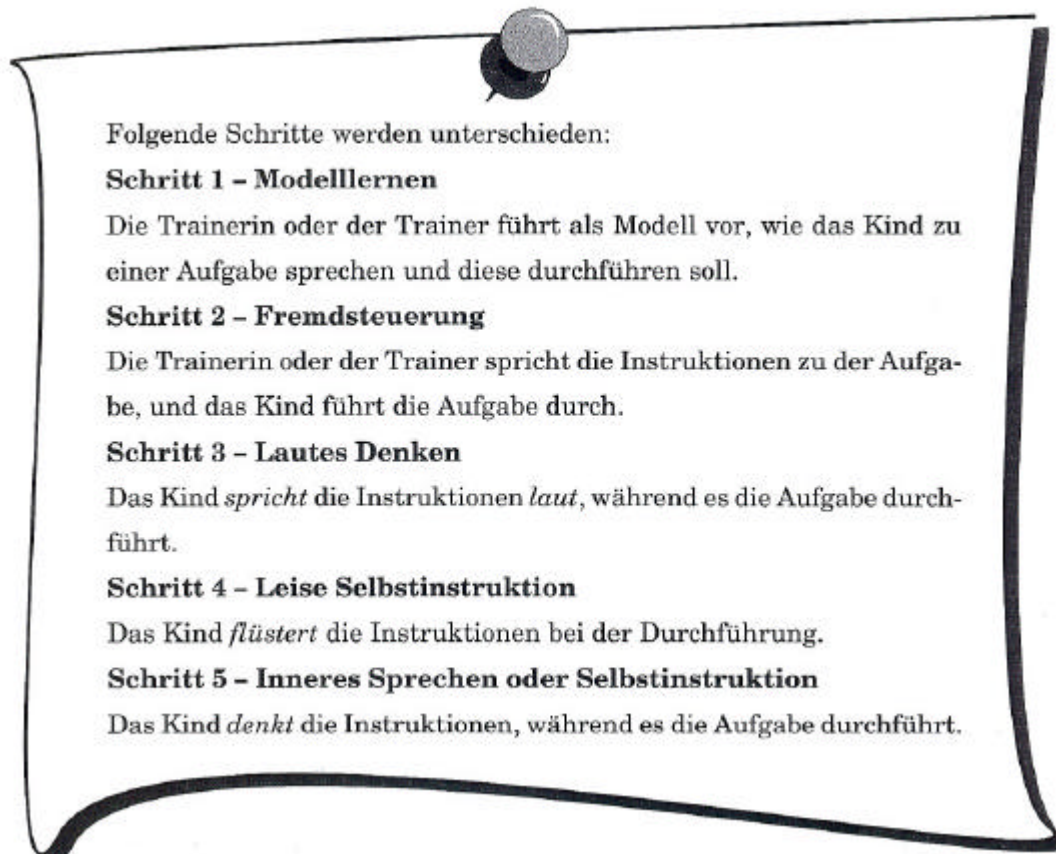 Folgende Schritte werden unterschieden:
Schritt 1 – Modelllernen
Die Trainerin oder der Trainer führt als Modell vor, wie das Kind zu
einer Aufgabe sprechen und diese durchführen soll.
Schritt 2 – Fremdsteuerung
Die Trainerin oder der Trainer spricht die Instruktionen zu der Aufga-
be, und das Kind führt die Aufgabe durch.
Schritt 3 – Lautes Denken
Das Kind spricht die Instruktionen laut, während es die Aufgabe durch-
führt.
Schritt 4 – Leise Selbstinstruktion
Das Kind flüstert die Instruktionen bei der Durchführung.
Schritt 5 – Inneres Sprechen oder Selbstinstruktion
Das Kind denkt die Instruktionen, während es die Aufgabe durchführt.